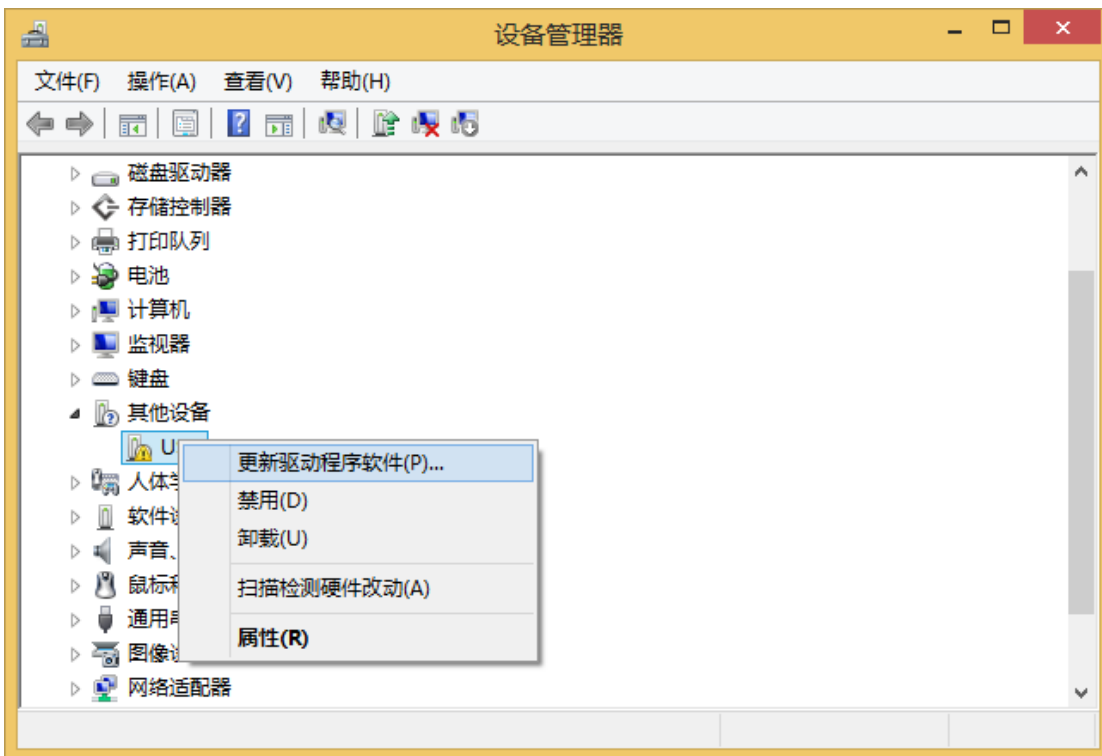 设备管理器
文件(F) 操作(A) 查看(V) 帮助(H)
磁盘驱动器
存储控制器
打印队列
电池
计算机
监视器
键盘
其他设备
U
更新驱动程序软件(P)...
人体
禁用(D)
软件
卸载(U)
声音、
鼠标
扫描检测硬件改动(A)
通用
属性(R)
图像
网络适配器